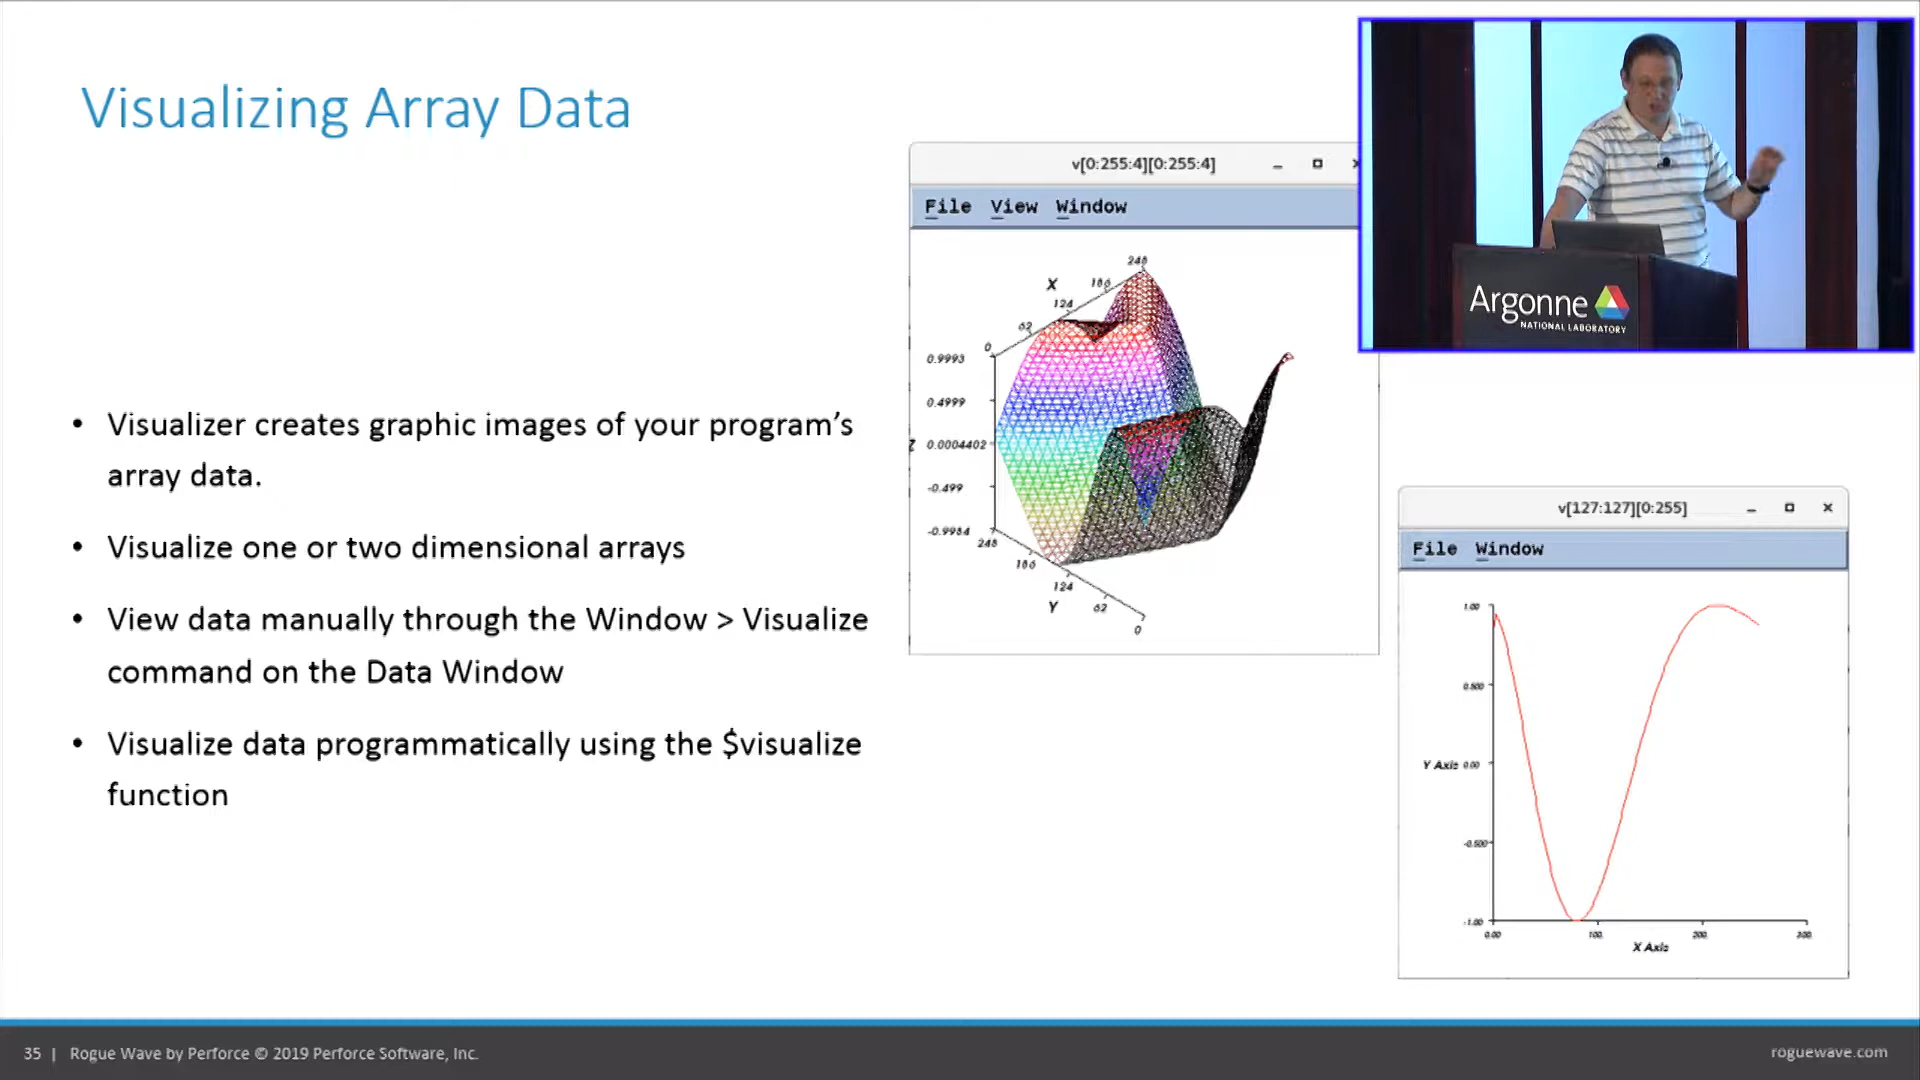 Visualizing Array Data
• Visualizer creates graphic images of your program’s
array data.
• Visualize one or two dimensional arrays
• View data manually through the Window > Visualize
command on the Data Window
• Visualize data programmatically using the $visualize
function
v[0:255:4][0:255:4]
File View Window
248
X
186
124
62
0
0.9993
0.4999
Z 0.0004402
-0.499
-0.9984
248
186
124
Y
62
0
Argonne
NATIONAL LABORATORY
v[127:127][0:255]
File Window
1.00
0.500
Y Axis 0.00
-0.500
-1.00
0.00 100. 200. 300.
X Axis
35 | Rogue Wave by Perforce © 2019 Perforce Software, Inc.
roguewave.com